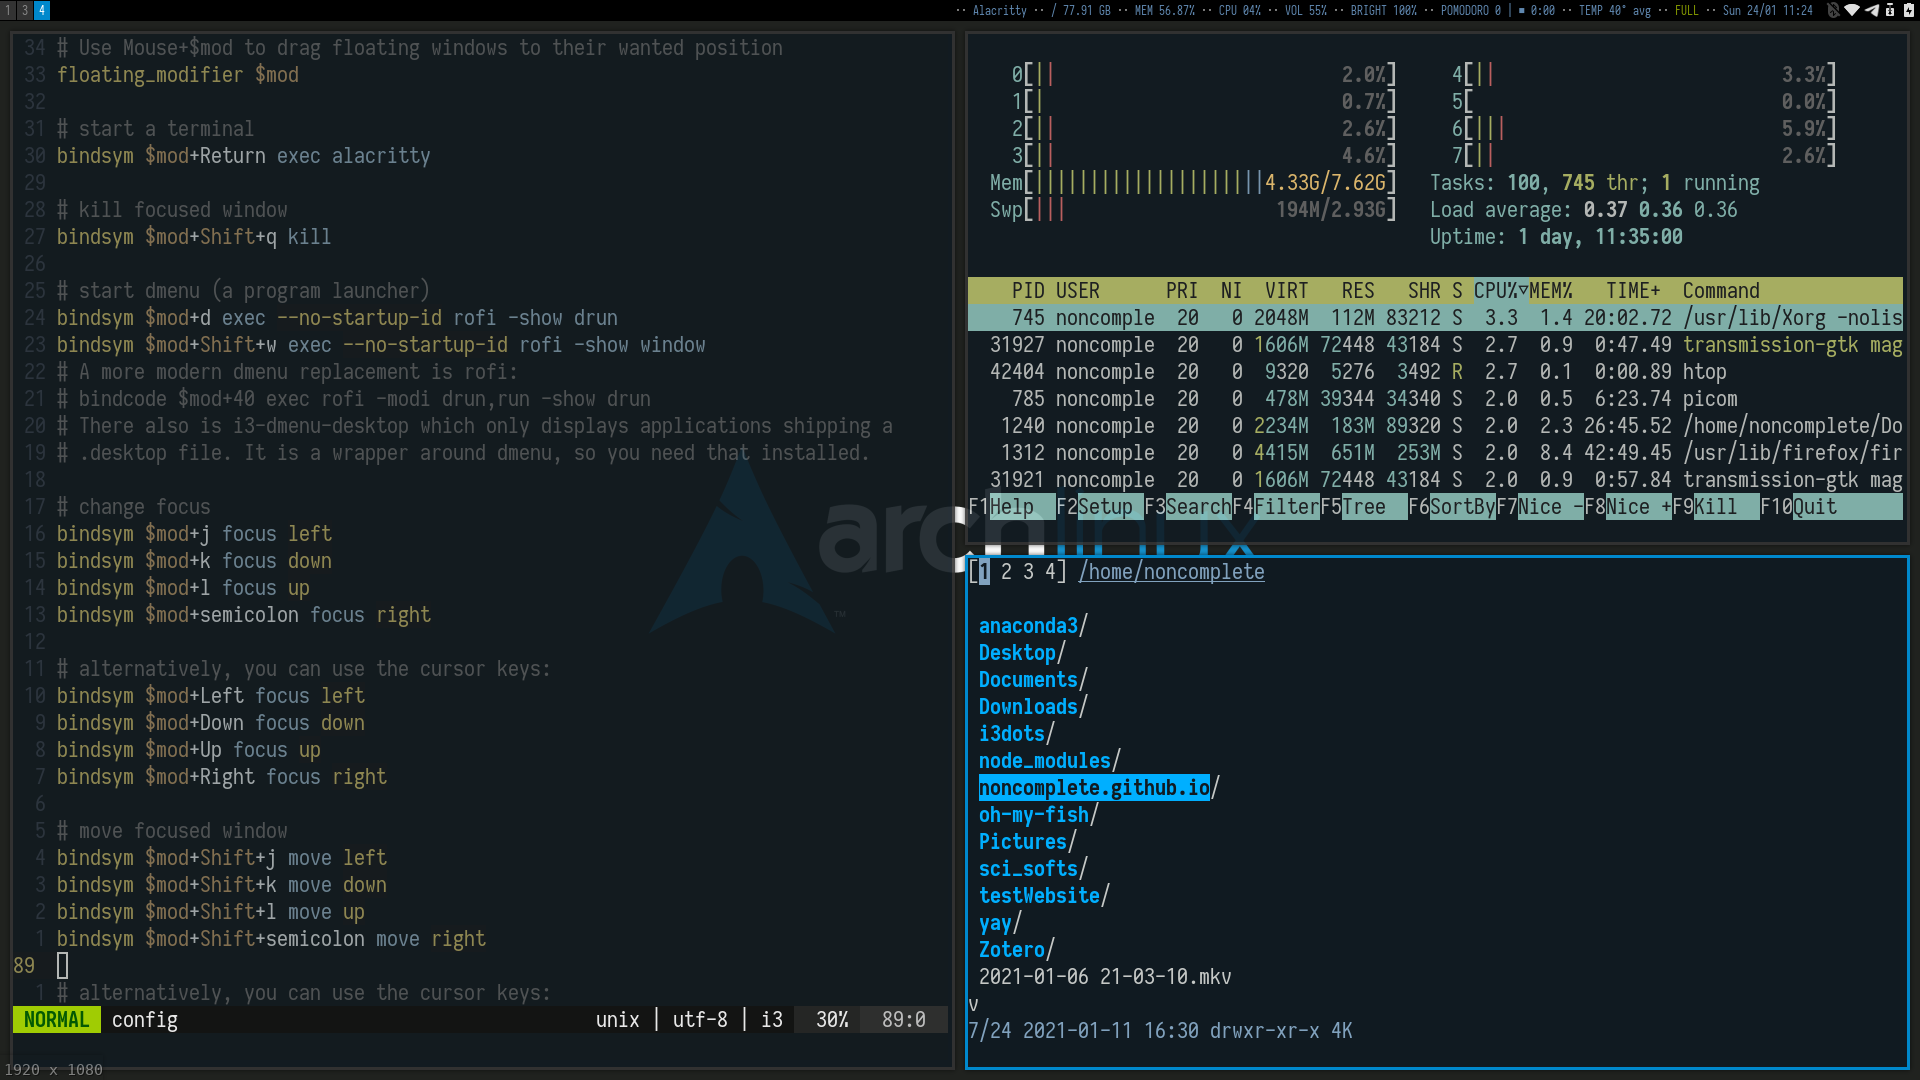 1 3 4
·· Alacritty ·· / 77.91 GB ·· MEM 56.87% ·· CPU 04% ·· VOL 55% ·· BRIGHT 100% ·· POMODORO 0 | ▪ 0:00 ·· TEMP 40° avg ·· FULL ·· Sun 24/01 11:24
34 # Use Mouse+$mod to drag floating windows to their wanted position
33 floating_modifier $mod
32
31 # start a terminal
30 bindsym $mod+Return exec alacritty
29
28 # kill focused window
27 bindsym $mod+Shift+q kill
26
25 # start dmenu (a program launcher)
24 bindsym $mod+d exec --no-startup-id rofi -show drun
23 bindsym $mod+Shift+w exec --no-startup-id rofi -show window
22 # A more modern dmenu replacement is rofi:
21 # bindcode $mod+40 exec rofi -modi drun,run -show drun
20 # There also is i3-dmenu-desktop which only displays applications shipping a
19 # .desktop file. It is a wrapper around dmenu, so you need that installed.
18
17 # change focus
16 bindsym $mod+j focus left
15 bindsym $mod+k focus down
14 bindsym $mod+l focus up
13 bindsym $mod+semicolon focus right
12
11 # alternatively, you can use the cursor keys:
10 bindsym $mod+Left focus left
9 bindsym $mod+Down focus down
8 bindsym $mod+Up focus up
7 bindsym $mod+Right focus right
6
5 # move focused window
4 bindsym $mod+Shift+j move left
3 bindsym $mod+Shift+k move down
2 bindsym $mod+Shift+l move up
1 bindsym $mod+Shift+semicolon move right
89
1 # alternatively, you can use the cursor keys:
NORMAL config unix | utf-8 | i3 30% 89:0
1920 x 1080
arch linux
™
0[|| 2.0%] 4[|| 3.3%]
1[| 0.7%] 5[ 0.0%]
2[|| 2.6%] 6[||| 5.9%]
3[|| 4.6%] 7[|| 2.6%]
Mem[|||||||||||||||||||||4.33G/7.62G] Tasks: 100, 745 thr; 1 running
Swp[||| 194M/2.93G] Load average: 0.37 0.36 0.36
Uptime: 1 day, 11:35:00
PID USER PRI NI VIRT RES SHR S CPU%▽MEM% TIME+ Command
745 noncomple 20 0 2048M 112M 83212 S 3.3 1.4 20:02.72 /usr/lib/Xorg -nolis
31927 noncomple 20 0 1606M 72448 43184 S 2.7 0.9 0:47.49 transmission-gtk mag
42404 noncomple 20 0 9320 5276 3492 R 2.7 0.1 0:00.89 htop
785 noncomple 20 0 478M 39344 34340 S 2.0 0.5 6:23.74 picom
1240 noncomple 20 0 2234M 183M 89320 S 2.0 2.3 26:45.52 /home/noncomplete/Do
1312 noncomple 20 0 4415M 651M 253M S 2.0 8.4 42:49.45 /usr/lib/firefox/fir
31921 noncomple 20 0 1606M 72448 43184 S 2.0 0.9 0:57.84 transmission-gtk mag
F1Help F2Setup F3SearchF4FilterF5Tree F6SortByF7Nice -F8Nice +F9Kill F10Quit
[1 2 3 4] /home/noncomplete
anaconda3/
Desktop/
Documents/
Downloads/
i3dots/
node_modules/
noncomplete.github.io/
oh-my-fish/
Pictures/
sci_softs/
testWebsite/
yay/
Zotero/
2021-01-06 21-03-10.mkv
v
7/24 2021-01-11 16:30 drwxr-xr-x 4K